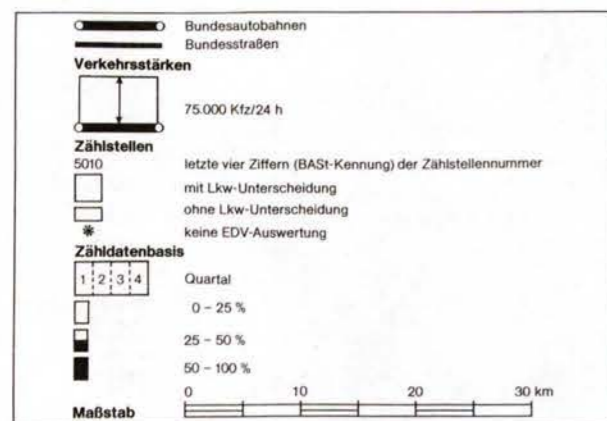 Bundesautobahnen
Bundesstraßen
Verkehrsstärken
75.000 Kfz/24 h
Zählstellen
5010 letzte vier Ziffern (BASt-Kennung) der Zählstellennummer
mit Lkw-Unterscheidung
ohne Lkw-Unterscheidung
* keine EDV-Auswertung
Zähldatenbasis
1 2 3 4 Quartal
0 – 25 %
25 – 50 %
50 – 100 %
0 10 20 30 km
Maßstab